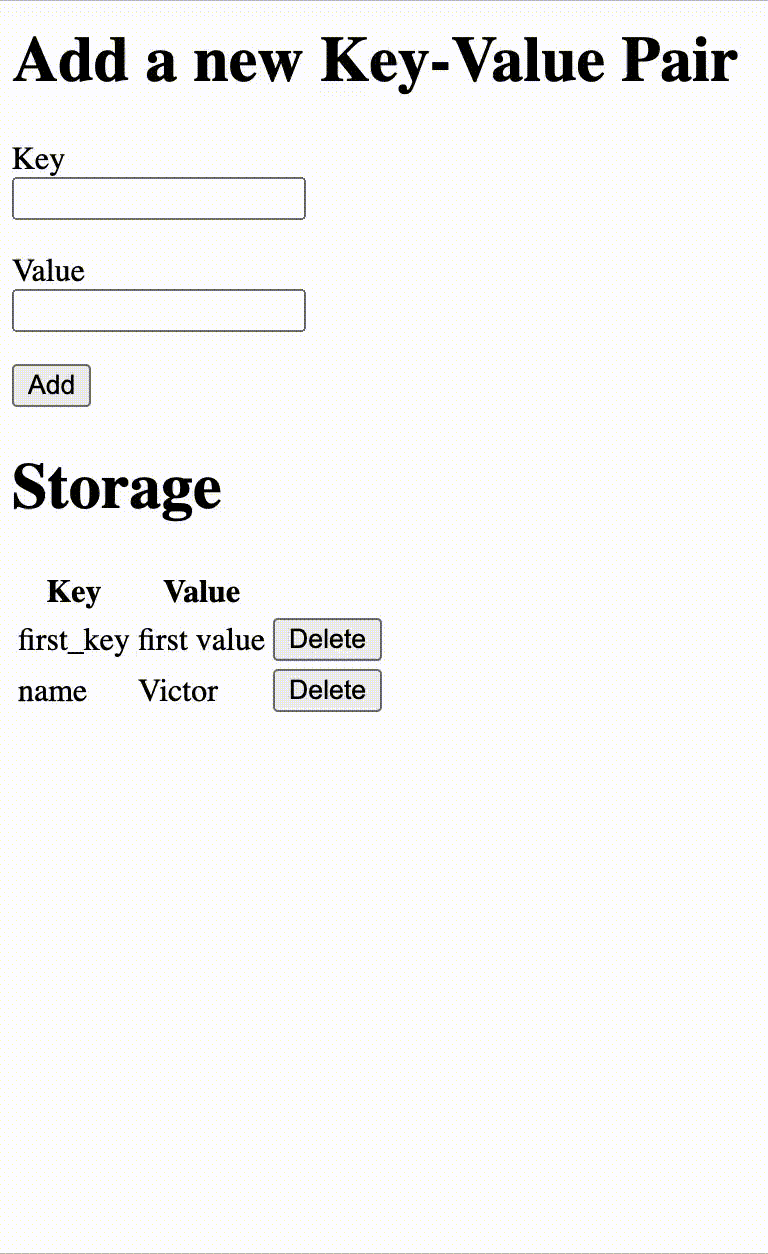 Add a new Key-Value Pair
Key
Value
Add
Storage
Key Value
first_key first value Delete
name Victor Delete